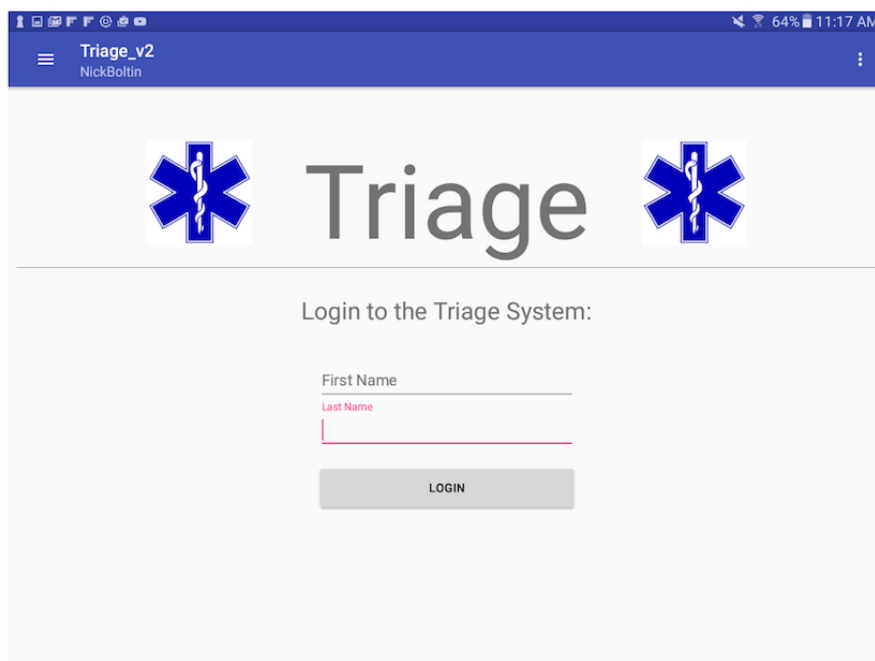 64% 11:17 AM
Triage_v2
NickBoltin
Triage
Login to the Triage System:
First Name
Last Name
LOGIN